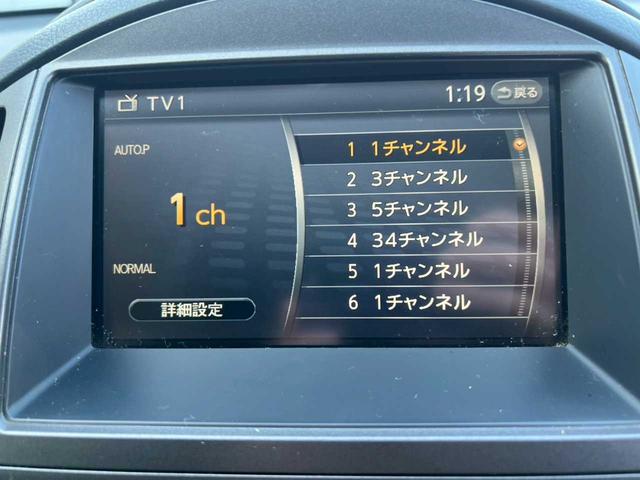 TV1
1:19 戻る
AUTO.P
1 ch
NORMAL
詳細設定
1 1チャンネル
2 3チャンネル
3 5チャンネル
4 34チャンネル
5 1チャンネル
6 1チャンネル